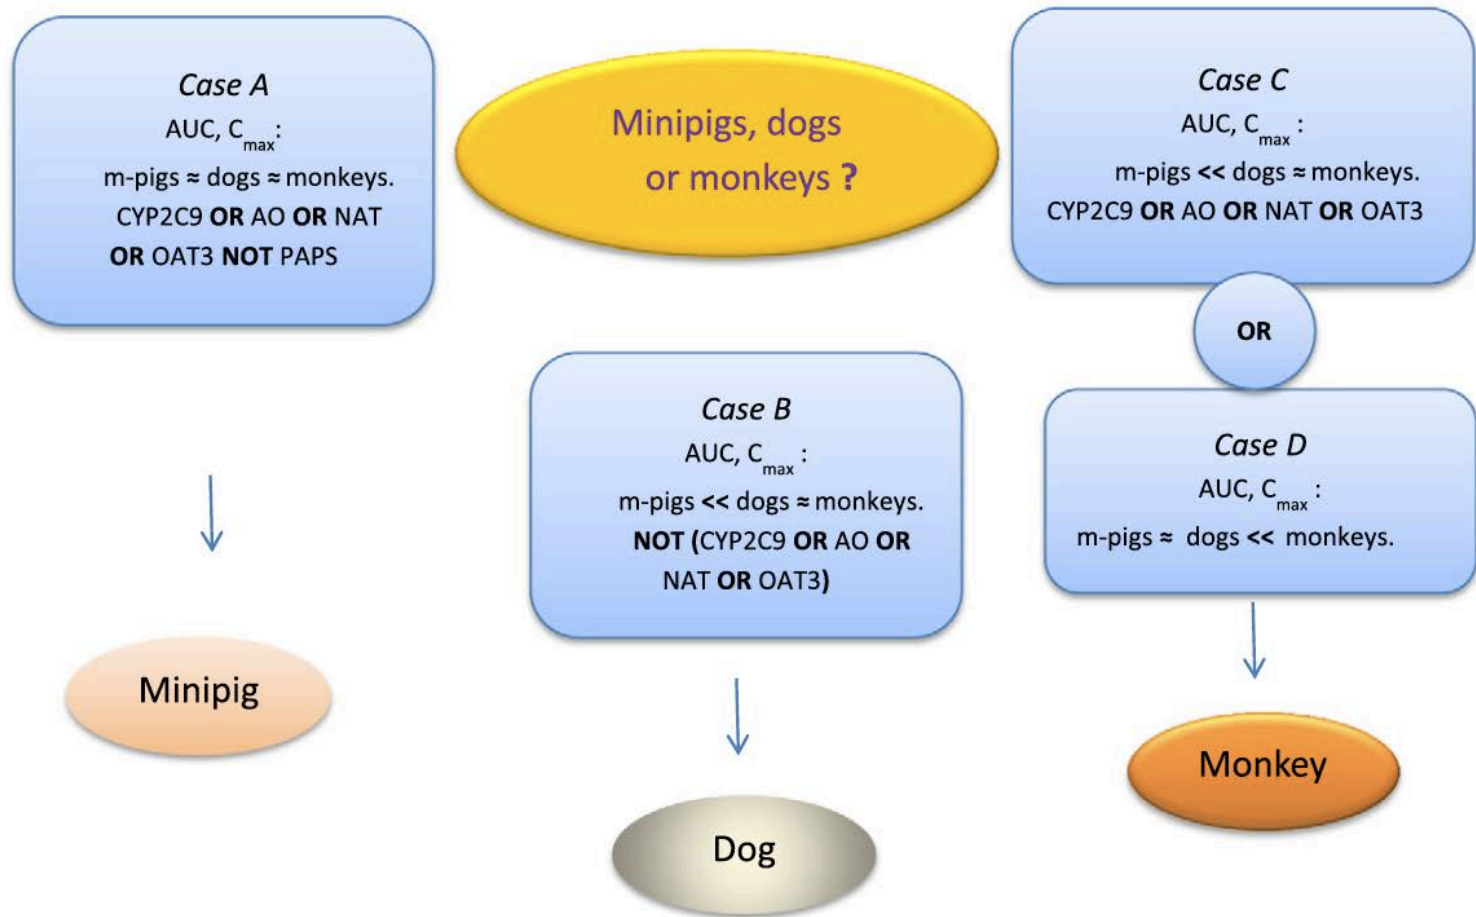 Case A
AUC, Cmax:
m-pigs ≈ dogs ≈ monkeys.
CYP2C9 OR AO OR NAT
OR OAT3 NOT PAPS
Minipigs, dogs
or monkeys ?
Case C
AUC, Cmax :
m-pigs << dogs ≈ monkeys.
CYP2C9 OR AO OR NAT OR OAT3
OR
Case B
AUC, Cmax :
m-pigs << dogs ≈ monkeys.
NOT (CYP2C9 OR AO OR
NAT OR OAT3)
Case D
AUC, Cmax :
m-pigs ≈ dogs << monkeys.
Minipig
Dog
Monkey